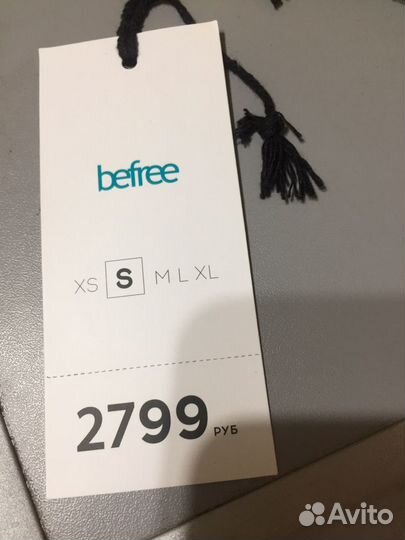 befree
XS S M L XL
2799 РУБ
Avito